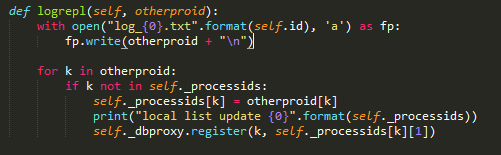 def logrepl(self, otherproid):
    with open("log_{0}.txt".format(self.id), 'a') as fp:
        fp.write(otherproid + "\n")

    for k in otherproid:
        if k not in self._processids:
            self._processids[k] = otherproid[k]
            print("local list update {0}".format(self._processids))
            self._dbproxy.register(k, self._processids[k][1])